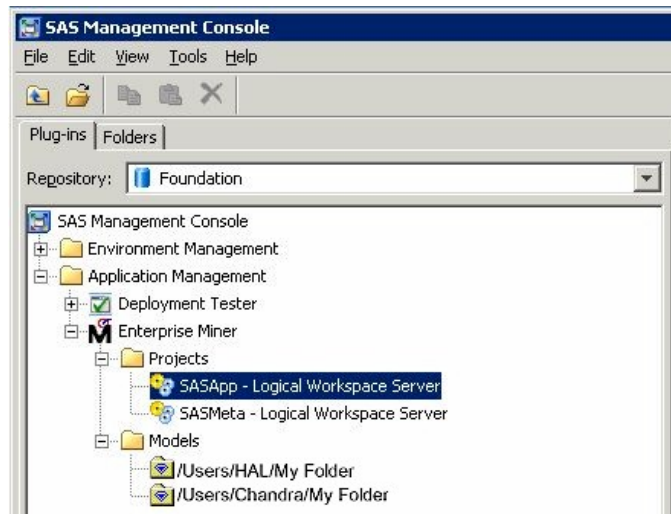 SAS Management Console
File Edit View Tools Help
Plug-ins Folders
Repository: Foundation
SAS Management Console
Environment Management
Application Management
Deployment Tester
Enterprise Miner
Projects
SASApp - Logical Workspace Server
SASMeta - Logical Workspace Server
Models
/Users/HAL/My Folder
/Users/Chandra/My Folder